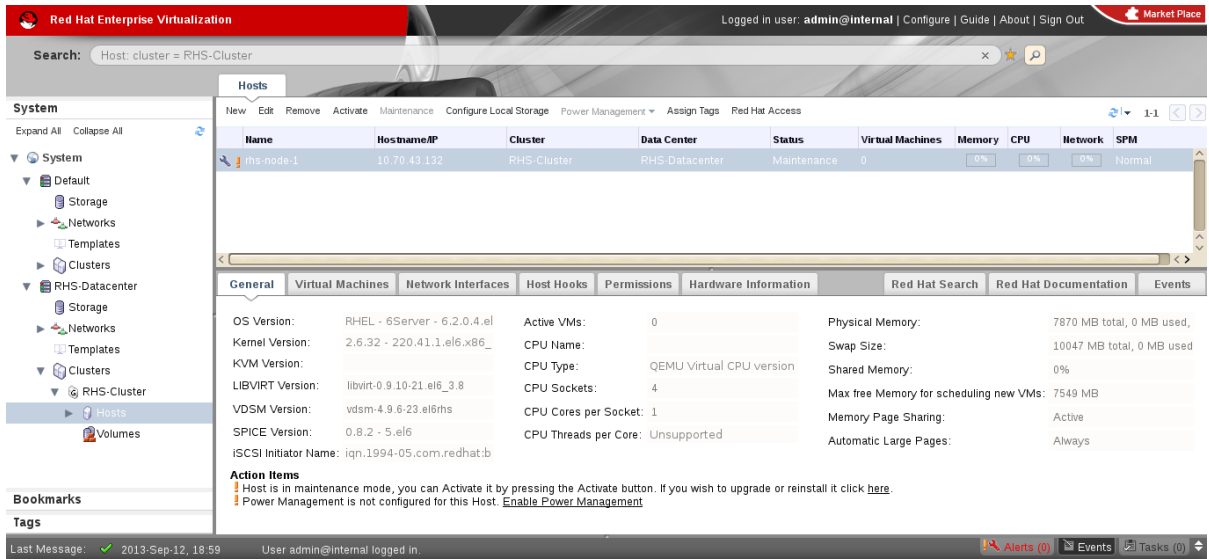 Red Hat Enterprise Virtualization
Logged in user: admin@internal | Configure | Guide | About | Sign Out
Market Place
Search: Host: cluster = RHS-Cluster
Hosts
System
Expand All Collapse All
System
Default
Storage
Networks
Templates
Clusters
RHS-Datacenter
Storage
Networks
Templates
Clusters
RHS-Cluster
Hosts
Volumes
Bookmarks
Tags
New Edit Remove Activate Maintenance Configure Local Storage Power Management Assign Tags Red Hat Access
1-1
Name Hostname/IP Cluster Data Center Status Virtual Machines Memory CPU Network SPM
rhs-node-1 10.70.43.132 RHS-Cluster RHS-Datacenter Maintenance 0 0% 0% 0% Normal
General Virtual Machines Network Interfaces Host Hooks Permissions Hardware Information Red Hat Search Red Hat Documentation Events
OS Version: RHEL - 6Server - 6.2.0.4.el
Kernel Version: 2.6.32 - 220.41.1.el6.x86_
KVM Version:
LIBVIRT Version: libvirt-0.9.10-21.el6_3.8
VDSM Version: vdsm-4.9.6-23.el6rhs
SPICE Version: 0.8.2 - 5.el6
iSCSI Initiator Name: iqn.1994-05.com.redhat:b
Active VMs: 0
CPU Name:
CPU Type: QEMU Virtual CPU version
CPU Sockets: 4
CPU Cores per Socket: 1
CPU Threads per Core: Unsupported
Physical Memory: 7870 MB total, 0 MB used,
Swap Size: 10047 MB total, 0 MB used
Shared Memory: 0%
Max free Memory for scheduling new VMs: 7549 MB
Memory Page Sharing: Active
Automatic Large Pages: Always
Action Items
Host is in maintenance mode, you can Activate it by pressing the Activate button. If you wish to upgrade or reinstall it click here.
Power Management is not configured for this Host. Enable Power Management
Last Message: 2013-Sep-12, 18:59 User admin@internal logged in.
Alerts (0) Events Tasks (0)